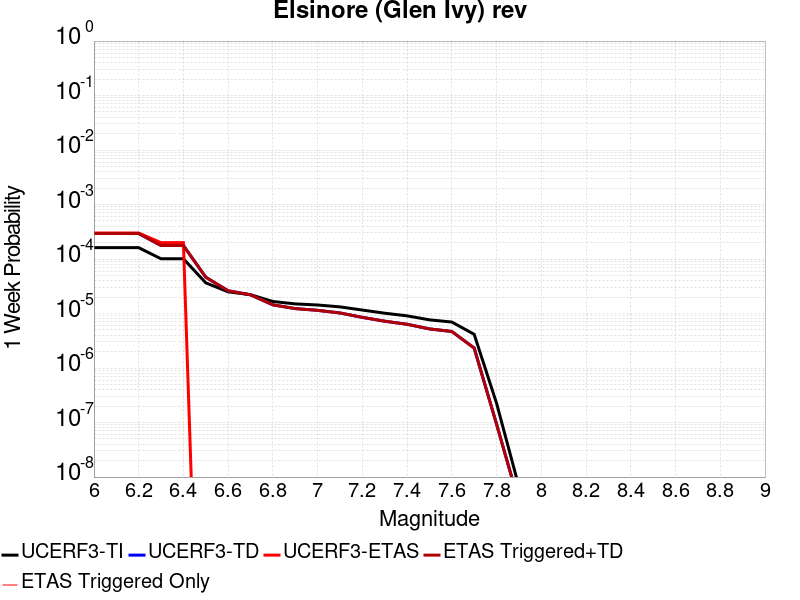 Elsinore (Glen Ivy) rev
10^0
10^-1
10^-2
10^-3
10^-4
10^-5
10^-6
10^-7
10^-8
1 Week Probability
6 6.2 6.4 6.6 6.8 7 7.2 7.4 7.6 7.8 8 8.2 8.4 8.6 8.8 9
Magnitude
UCERF3-TI UCERF3-TD UCERF3-ETAS ETAS Triggered+TD
ETAS Triggered Only